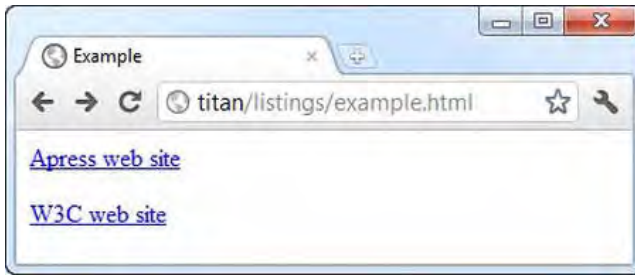 Example
titan/listings/example.html
Apress web site
W3C web site